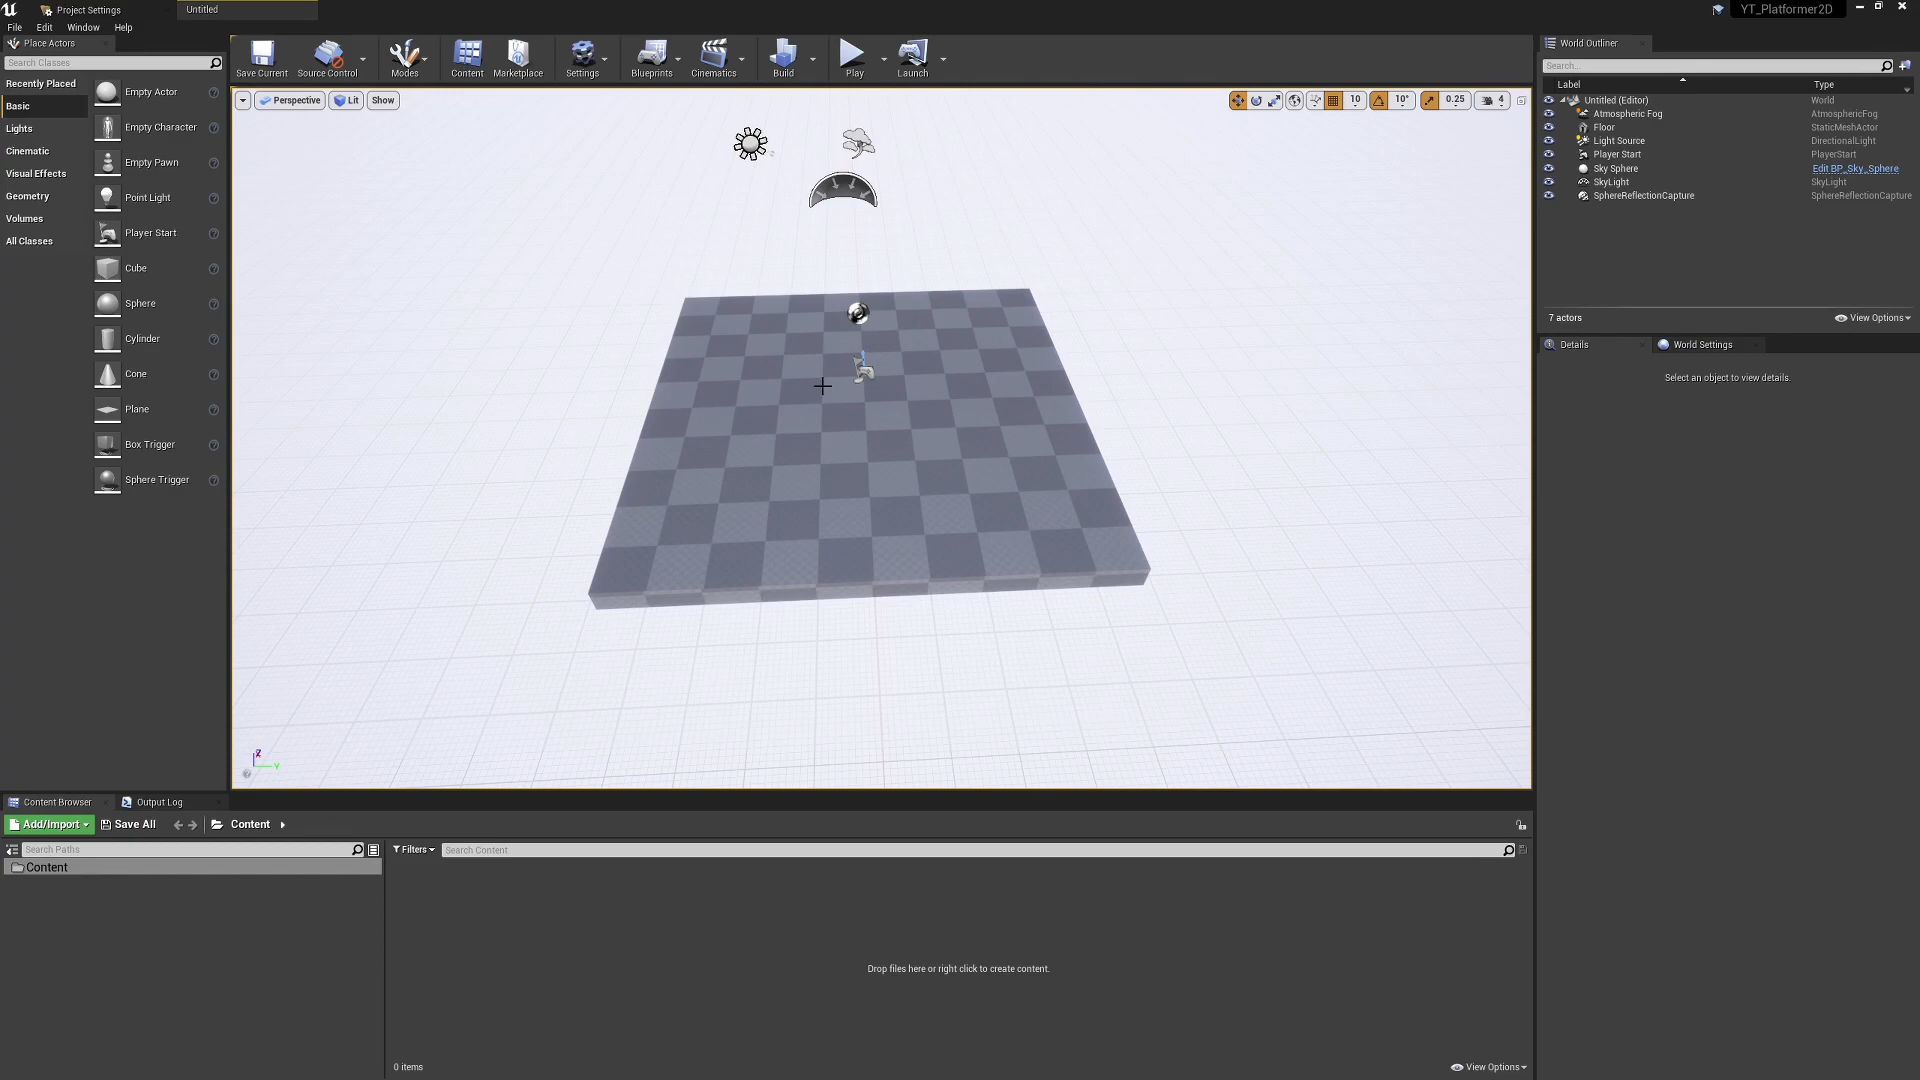 Project Settings
Untitled
YT_Platformer2D
File Edit Window Help
Place Actors
Search Classes
Recently Placed
Basic
Lights
Cinematic
Visual Effects
Geometry
Volumes
All Classes
Empty Actor
Empty Character
Empty Pawn
Point Light
Player Start
Cube
Sphere
Cylinder
Cone
Plane
Box Trigger
Sphere Trigger
Save Current
Source Control
Modes
Content
Marketplace
Settings
Blueprints
Cinematics
Build
Play
Launch
Perspective
Lit
Show
10
10°
0.25
4
Z
Y
World Outliner
Search...
Label Type
Untitled (Editor) World
Atmospheric Fog AtmosphericFog
Floor StaticMeshActor
Light Source DirectionalLight
Player Start PlayerStart
Sky Sphere Edit BP_Sky_Sphere
SkyLight SkyLight
SphereReflectionCapture SphereReflectionCapture
7 actors
View Options
Details
World Settings
Select an object to view details.
Content Browser
Output Log
Add/Import
Save All
Content
Search Paths
Content
Filters
Search Content
Drop files here or right click to create content.
0 items
View Options